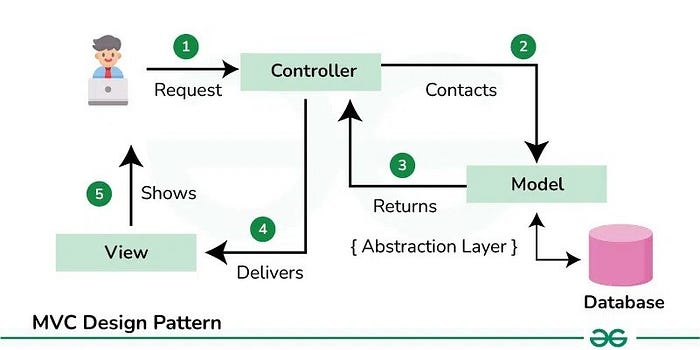 1
2
Controller
Request
Contacts
3
Model
5
Shows
Returns
4
{ Abstraction Layer }
View
Delivers
Database
MVC Design Pattern